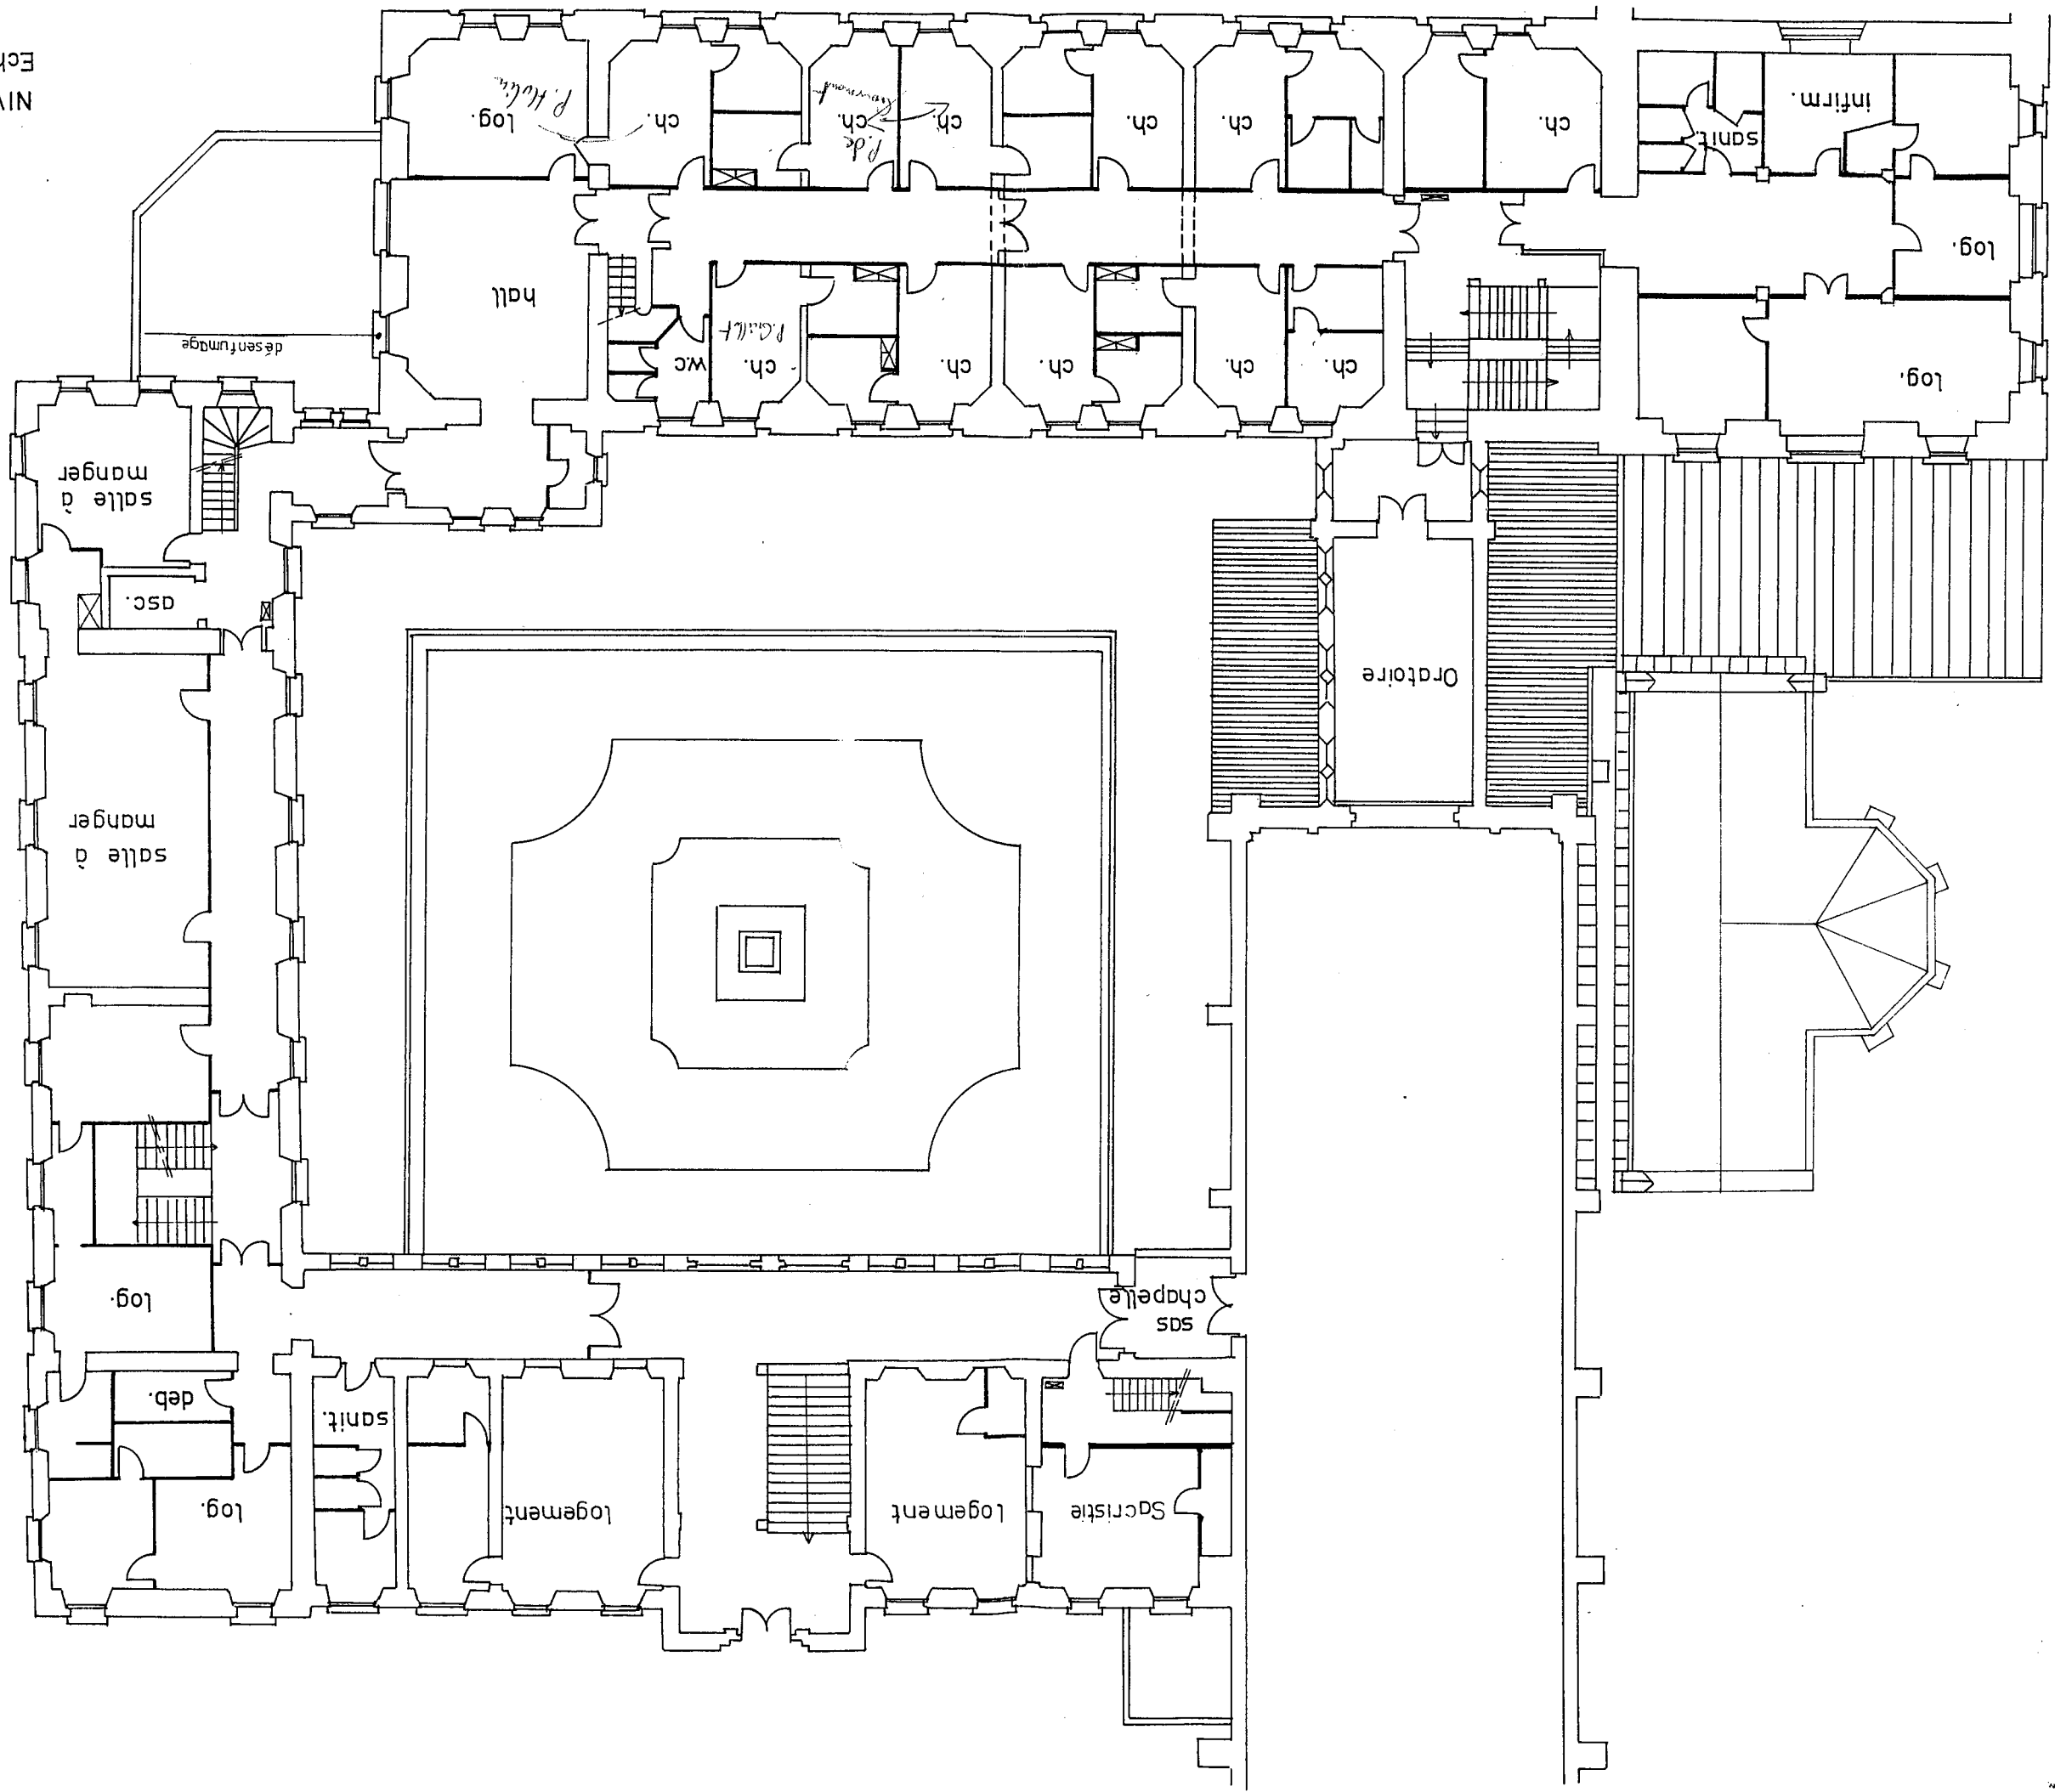 Sacristie
logement
logement
log.
sanit.
deb.
sas
chapelle
log.
salle à
manger
Oratoire
asc.
salle à
manger
log.
ch.
ch.
ch.
ch.
ch.
w.c
désenfumage
hall
log.
sanit.
infirm.
ch.
ch.
ch.
ch.
ch.
P. de
ch.
log.
NIV
Ech